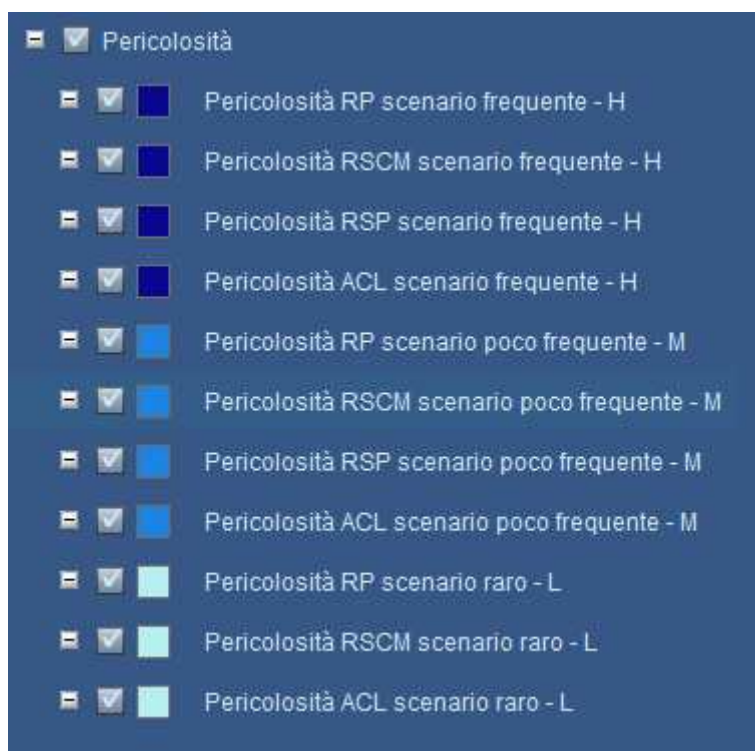 Pericolosità
Pericolosità RP scenario frequente - H
Pericolosità RSCM scenario frequente - H
Pericolosità RSP scenario frequente - H
Pericolosità ACL scenario frequente - H
Pericolosità RP scenario poco frequente - M
Pericolosità RSCM scenario poco frequente - M
Pericolosità RSP scenario poco frequente - M
Pericolosità ACL scenario poco frequente - M
Pericolosità RP scenario raro - L
Pericolosità RSCM scenario raro - L
Pericolosità ACL scenario raro - L